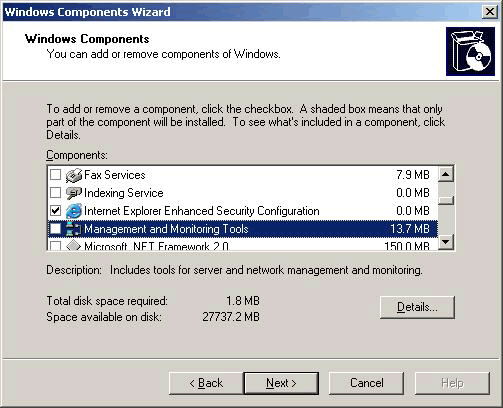 Windows Components Wizard
Windows Components
You can add or remove components of Windows.
To add or remove a component, click the checkbox. A shaded box means that only
part of the component will be installed. To see what's included in a component, click
Details.
Components:
Fax Services 7.9 MB
Indexing Service 0.0 MB
Internet Explorer Enhanced Security Configuration 0.0 MB
Management and Monitoring Tools 13.7 MB
Microsoft .NET Framework 2.0 150.0 MB
Description: Includes tools for server and network management and monitoring.
Total disk space required: 1.8 MB
Space available on disk: 27737.2 MB
Details...
< Back Next > Cancel Help